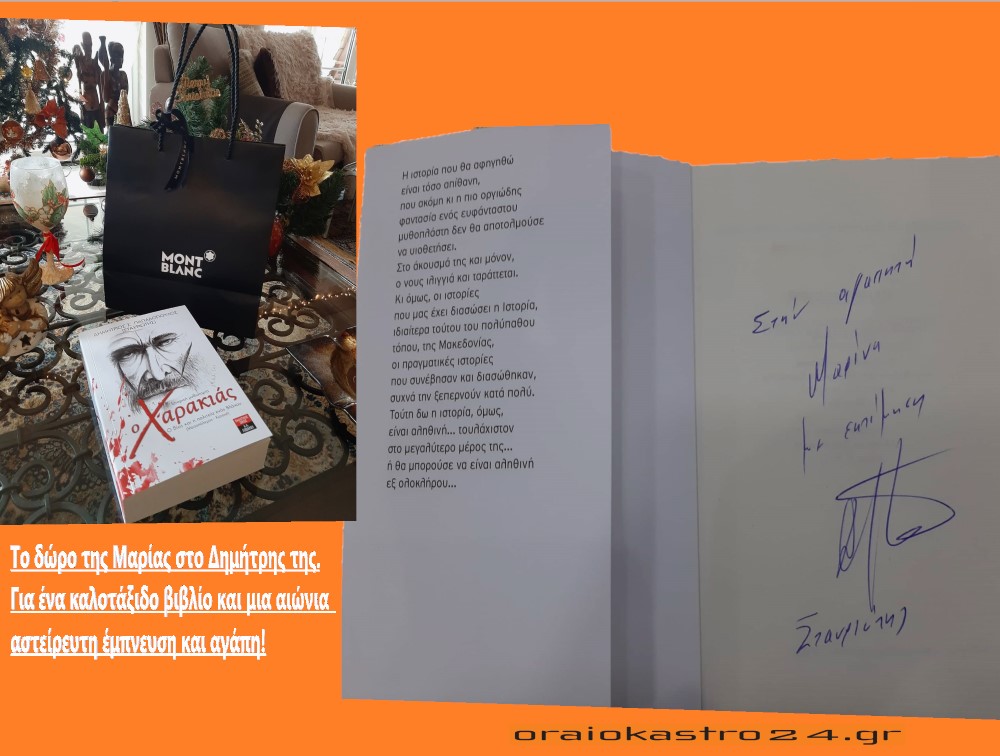 MONT
BLANC
ο Χαρακιάς
Η ιστορία που θα αφηγηθώ
είναι τόσο απίθανη,
που ακόμη κι η πιο οργιώδης
φαντασία ενός ευφάνταστου
μυθοπλάστη δεν θα αποτολμούσε
να υιοθετήσει.
Στο άκουσμά της και μόνον,
ο νους ιλιγγιά και ταράττεται.
Κι όμως, οι ιστορίες
που μας έχει διασώσει η Ιστορία,
ιδιαίτερα τούτου του πολύπαθου
τόπου, της Μακεδονίας,
οι πραγματικές ιστορίες
που συνέβησαν και διασώθηκαν,
συχνά την ξεπερνούν κατά πολύ.
Τούτη δω η ιστορία, όμως,
είναι αληθινή... τουλάχιστον
στο μεγαλύτερο μέρος της...
ή θα μπορούσε να είναι αληθινή
εξ ολοκλήρου...
Στην αγαπητή
Μαρίνα
με εκτίμηση
Σταυριώτης
Το δώρο της Μαρίας στο Δημήτρης της.
Για ένα καλοτάξιδο βιβλίο και μια αιώνια
αστείρευτη έμπνευση και αγάπη!
oraiokastro24.gr